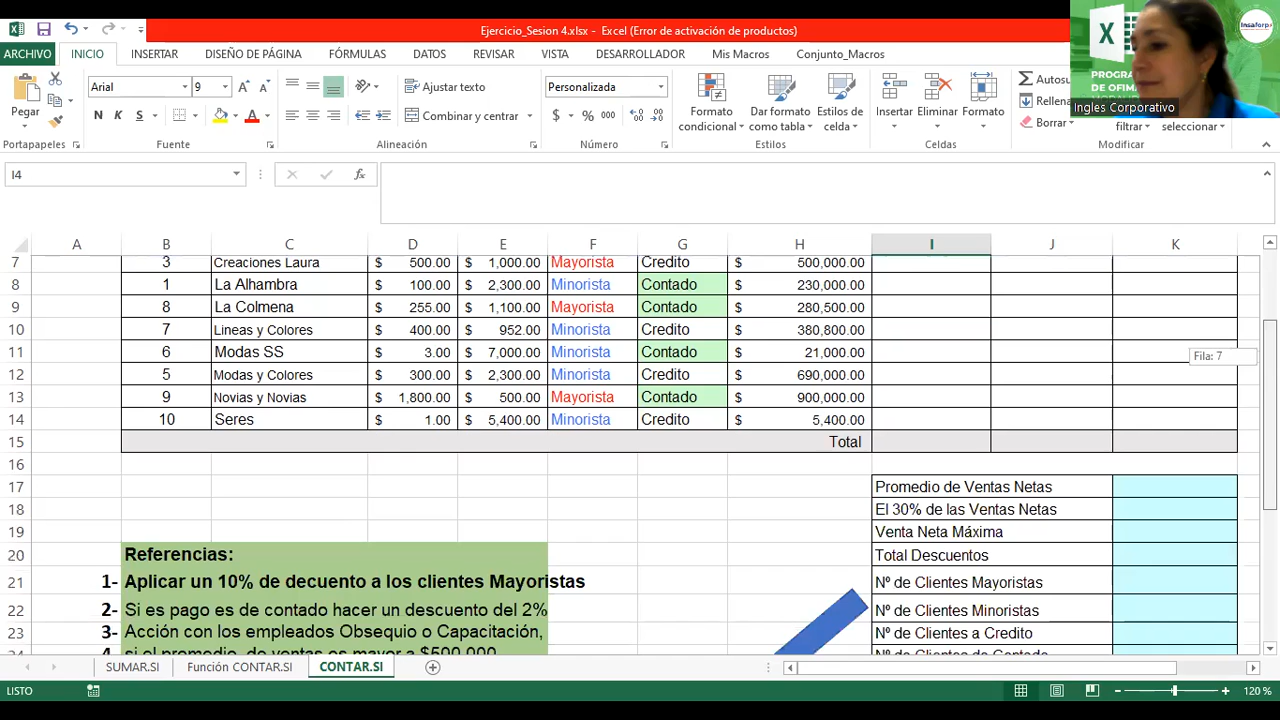 Ejercicio_Sesion 4.xlsx - Excel (Error de activación de productos)
ARCHIVO INICIO INSERTAR DISEÑO DE PÁGINA FÓRMULAS DATOS REVISAR VISTA DESARROLLADOR Mis Macros Conjunto_Macros
Pegar
Arial 9
N K S
Ajustar texto
Combinar y centrar
Personalizada
$ % 000
Formato condicional
Dar formato como tabla
Estilos de celda
Insertar Eliminar Formato
Autosu
Rellena
Borrar
filtrar seleccionar
Insaforp
PROGRA
DE OFIMA
Ingles Corporativo
Portapapeles Fuente Alineación Número Estilos Celdas Modificar
I4
fx
A B C D E F G H I J K
7 3 Creaciones Laura $ 500.00 $ 1,000.00 Mayorista Credito $ 500,000.00
8 1 La Alhambra $ 100.00 $ 2,300.00 Minorista Contado $ 230,000.00
9 8 La Colmena $ 255.00 $ 1,100.00 Mayorista Contado $ 280,500.00
10 7 Lineas y Colores $ 400.00 $ 952.00 Minorista Credito $ 380,800.00
11 6 Modas SS $ 3.00 $ 7,000.00 Minorista Contado $ 21,000.00
Fila: 7
12 5 Modas y Colores $ 300.00 $ 2,300.00 Minorista Credito $ 690,000.00
13 9 Novias y Novias $ 1,800.00 $ 500.00 Mayorista Contado $ 900,000.00
14 10 Seres $ 1.00 $ 5,400.00 Minorista Credito $ 5,400.00
15 Total
16
17 Promedio de Ventas Netas
18 El 30% de las Ventas Netas
19 Venta Neta Máxima
20 Referencias: Total Descuentos
21 1- Aplicar un 10% de decuento a los clientes Mayoristas Nº de Clientes Mayoristas
22 2- Si es pago es de contado hacer un descuento del 2% Nº de Clientes Minoristas
23 3- Acción con los empleados Obsequio o Capacitación, Nº de Clientes a Credito
24 4 si el promedio de ventas es mayor a $500,000 Nº de Clientes de Contado
SUMAR.SI Función CONTAR.SI CONTAR.SI
LISTO
120 %